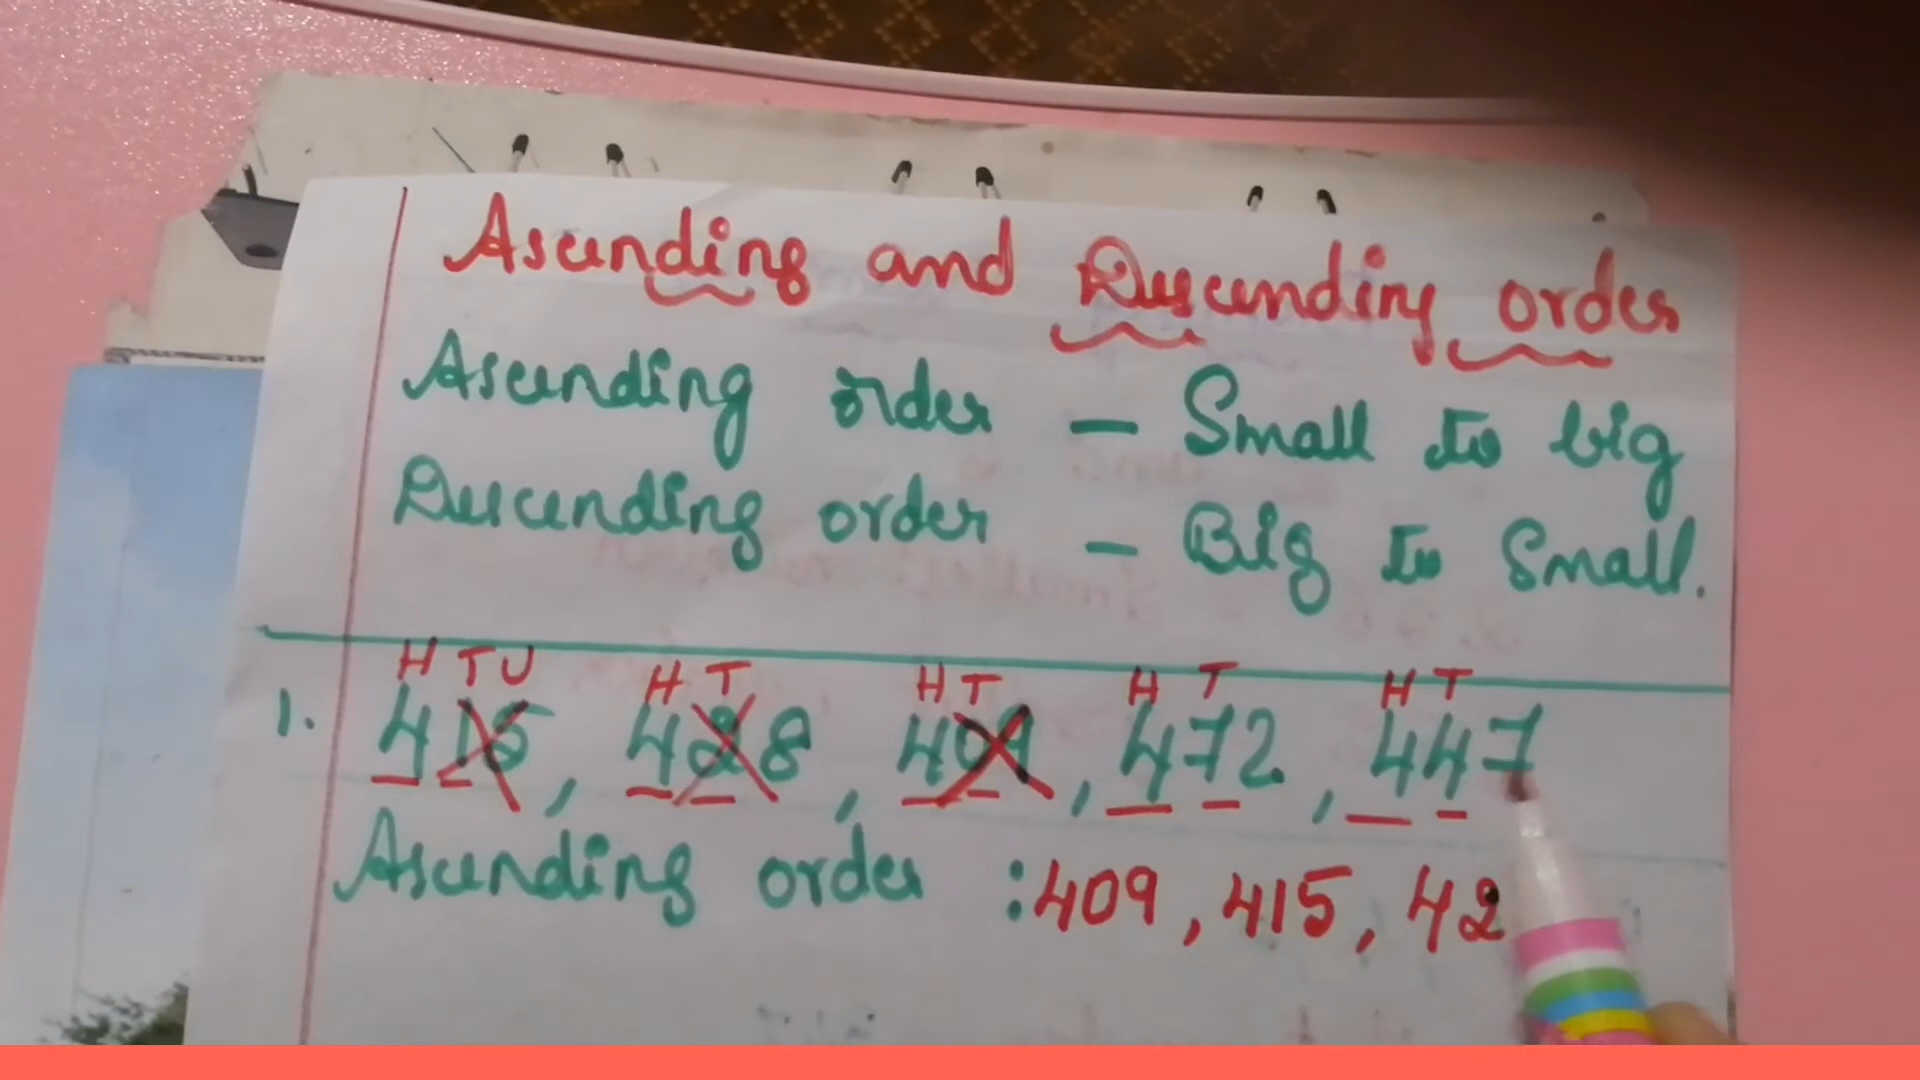 Ascending and Descending order
Ascending order - Small to big
Descending order - Big to Small.
H T U H T H T H T H T
1. 415, 428, 409, 472, 447
Ascending order : 409, 415, 42